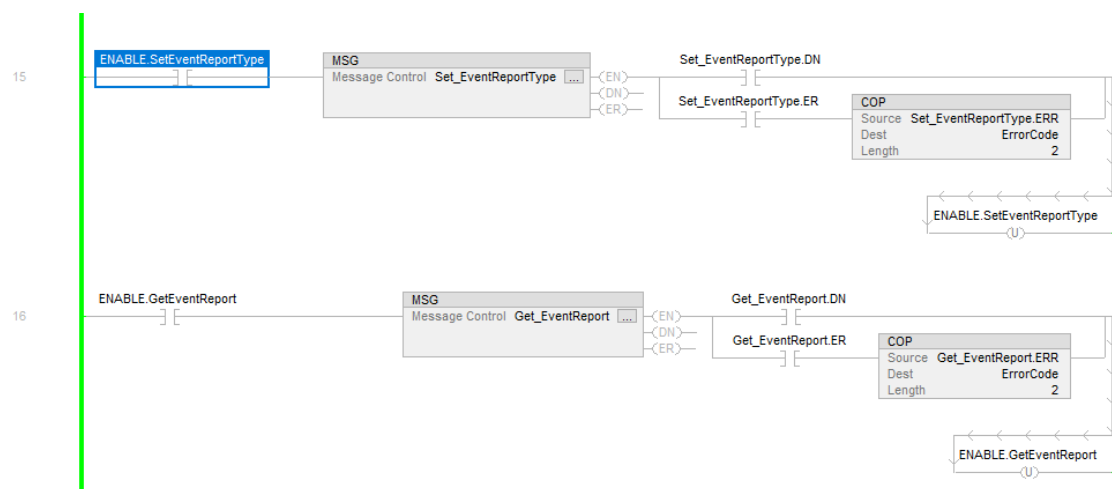 ENABLE.SetEventReportType
MSG
Message Control Set_EventReportType ...
(EN)
(DN)
(ER)
Set_EventReportType.DN
Set_EventReportType.ER
COP
Source Set_EventReportType.ERR
Dest ErrorCode
Length 2
15
ENABLE.SetEventReportType
(U)
ENABLE.GetEventReport
MSG
Message Control Get_EventReport ...
(EN)
(DN)
(ER)
Get_EventReport.DN
Get_EventReport.ER
COP
Source Get_EventReport.ERR
Dest ErrorCode
Length 2
16
ENABLE.GetEventReport
(U)